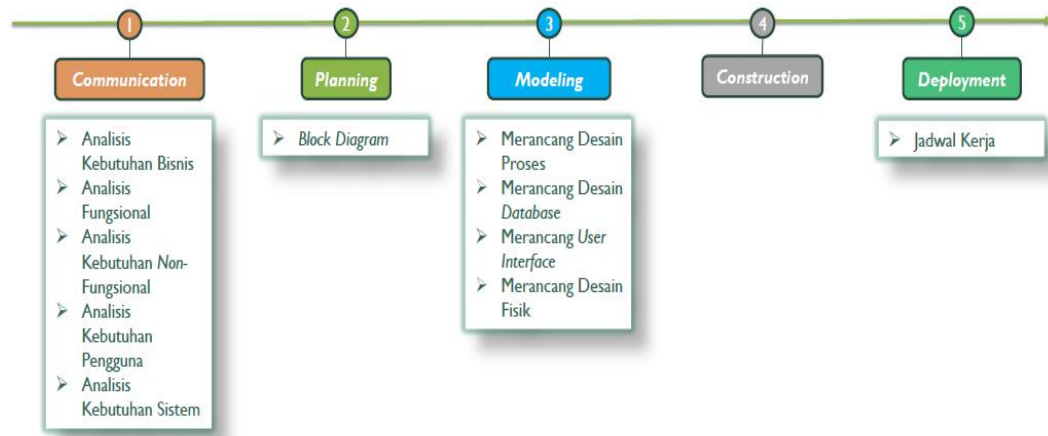 1
Communication
Analisis
Kebutuhan Bisnis
Analisis
Fungsional
Analisis
Kebutuhan Non-
Fungsional
Analisis
Kebutuhan
Pengguna
Analisis
Kebutuhan Sistem
2
Planning
Block Diagram
3
Modeling
Merancang Desain
Proses
Merancang Desain
Database
Merancang User
Interface
Merancang Desain
Fisik
4
Construction
5
Deployment
Jadwal Kerja